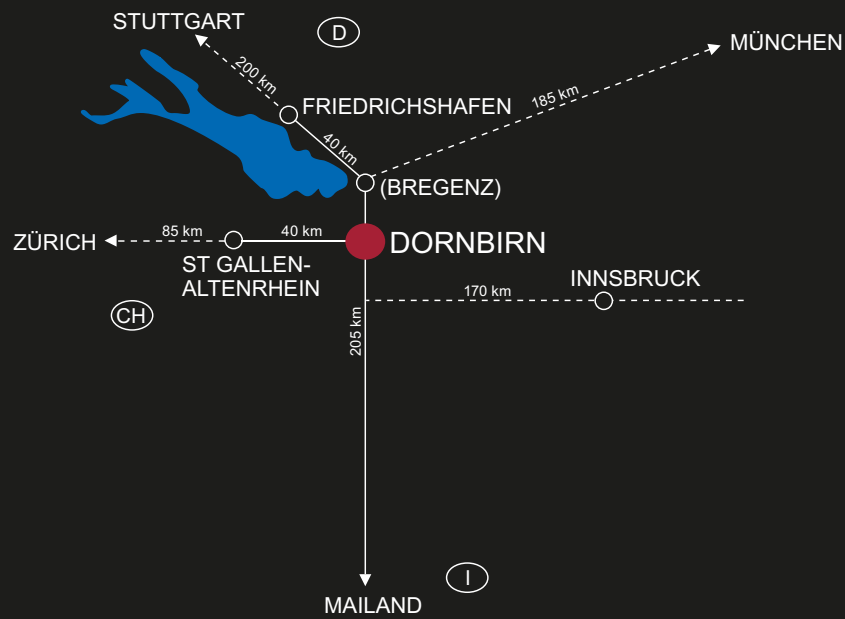 STUTTGART
D
MÜNCHEN
200 km
185 km
FRIEDRICHSHAFEN
40 km
(BREGENZ)
ZÜRICH
85 km
40 km
DORNBIRN
ST GALLEN-
ALTENRHEIN
INNSBRUCK
170 km
CH
205 km
I
MAILAND